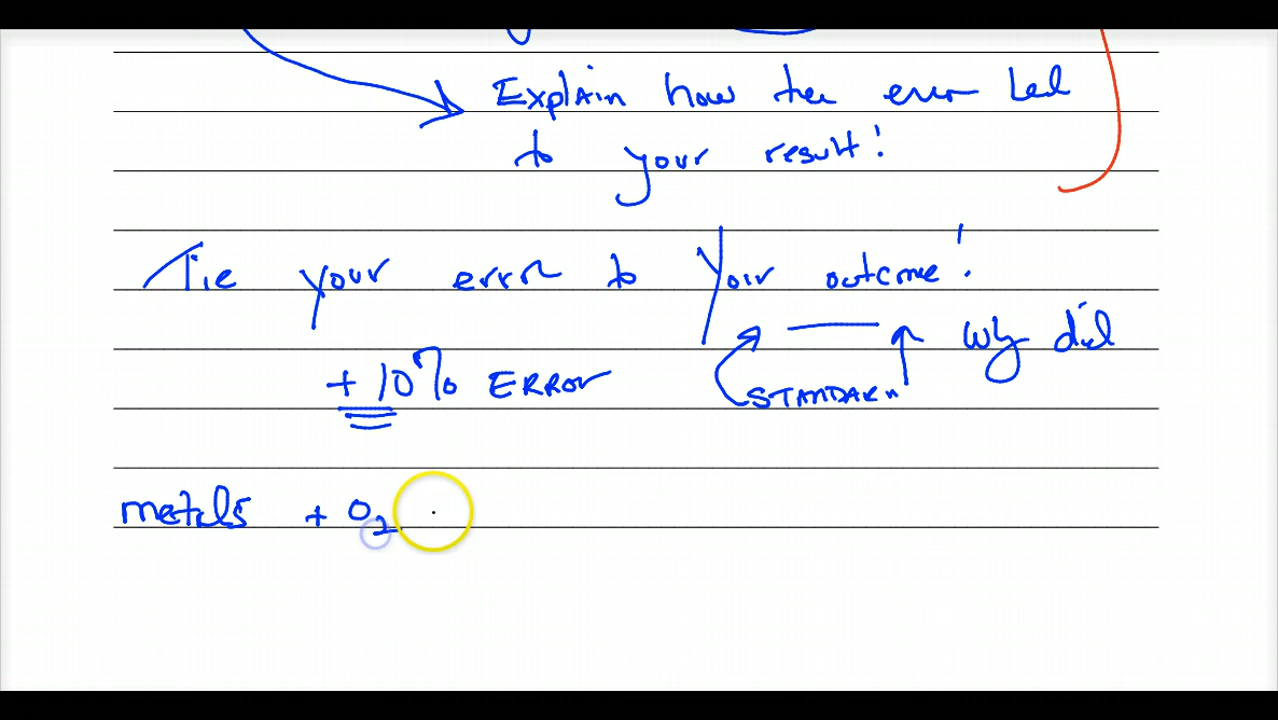 Explain how the error led
to your result!
Tie your error to your outcome!
+10% ERROR STANDARD Why did
metals + O2